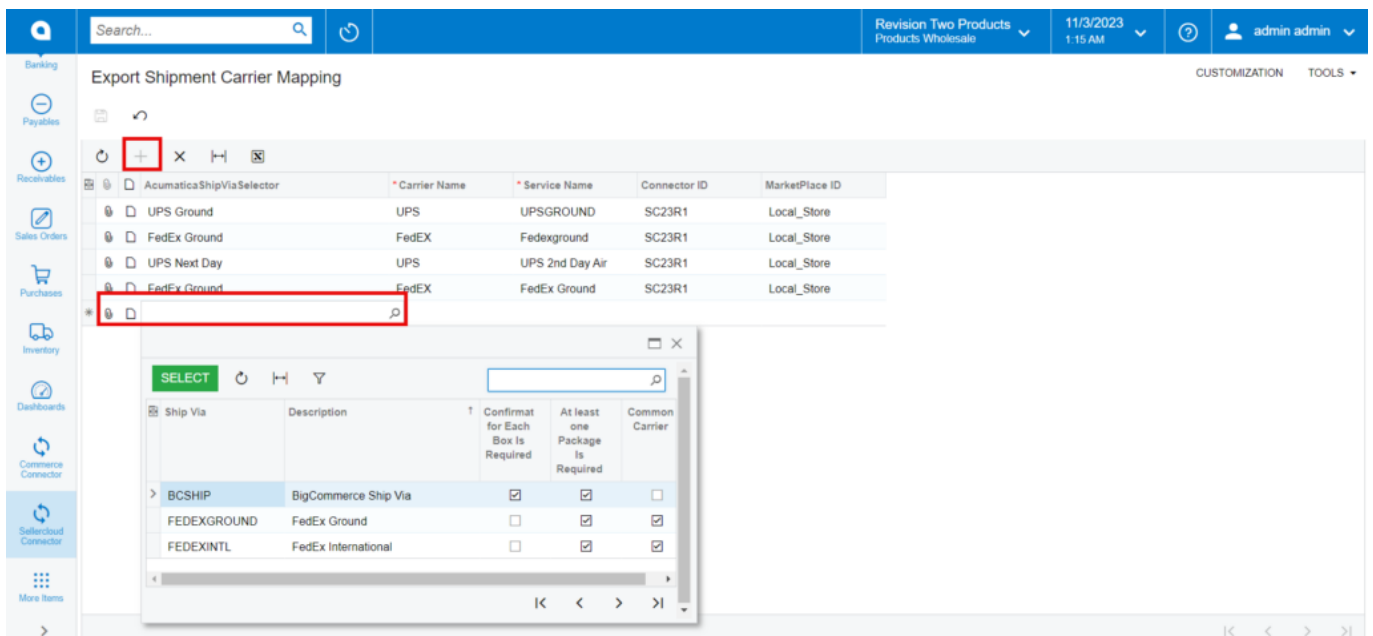 Search...
Revision Two Products
Products Wholesale
11/3/2023
1:15 AM
admin admin
Banking
Payables
Receivables
Sales Orders
Purchases
Inventory
Dashboards
Commerce
Connector
Sellercloud
Connector
More Items
Export Shipment Carrier Mapping
CUSTOMIZATION TOOLS
AcumaticaShipViaSelector * Carrier Name * Service Name Connector ID MarketPlace ID
UPS Ground UPS UPSGROUND SC23R1 Local_Store
FedEx Ground FedEX Fedexground SC23R1 Local_Store
UPS Next Day UPS UPS 2nd Day Air SC23R1 Local_Store
FedEx Ground FedEX FedEx Ground SC23R1 Local_Store
SELECT
Ship Via Description
Confirmat
for Each
Box Is
Required
At least
one
Package
Is
Required
Common
Carrier
BCSHIP BigCommerce Ship Via
FEDEXGROUND FedEx Ground
FEDEXINTL FedEx International